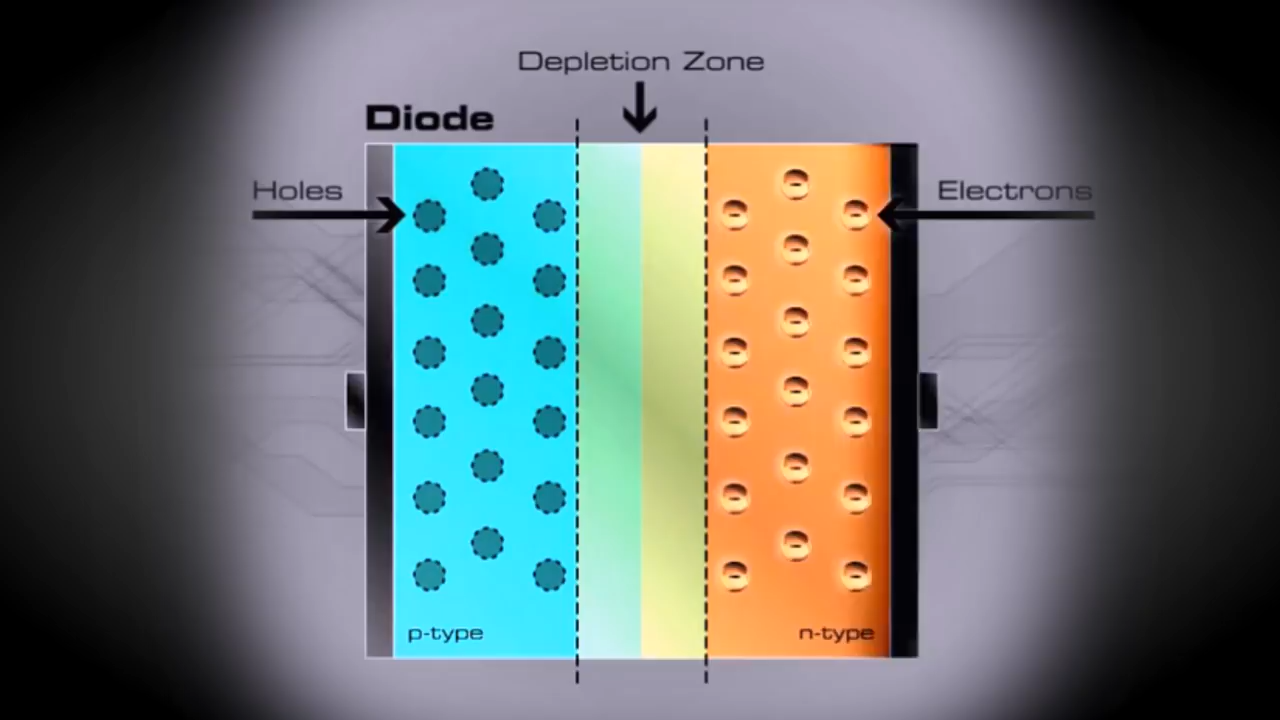 Depletion Zone
Diode
Holes
Electrons
p-type
n-type